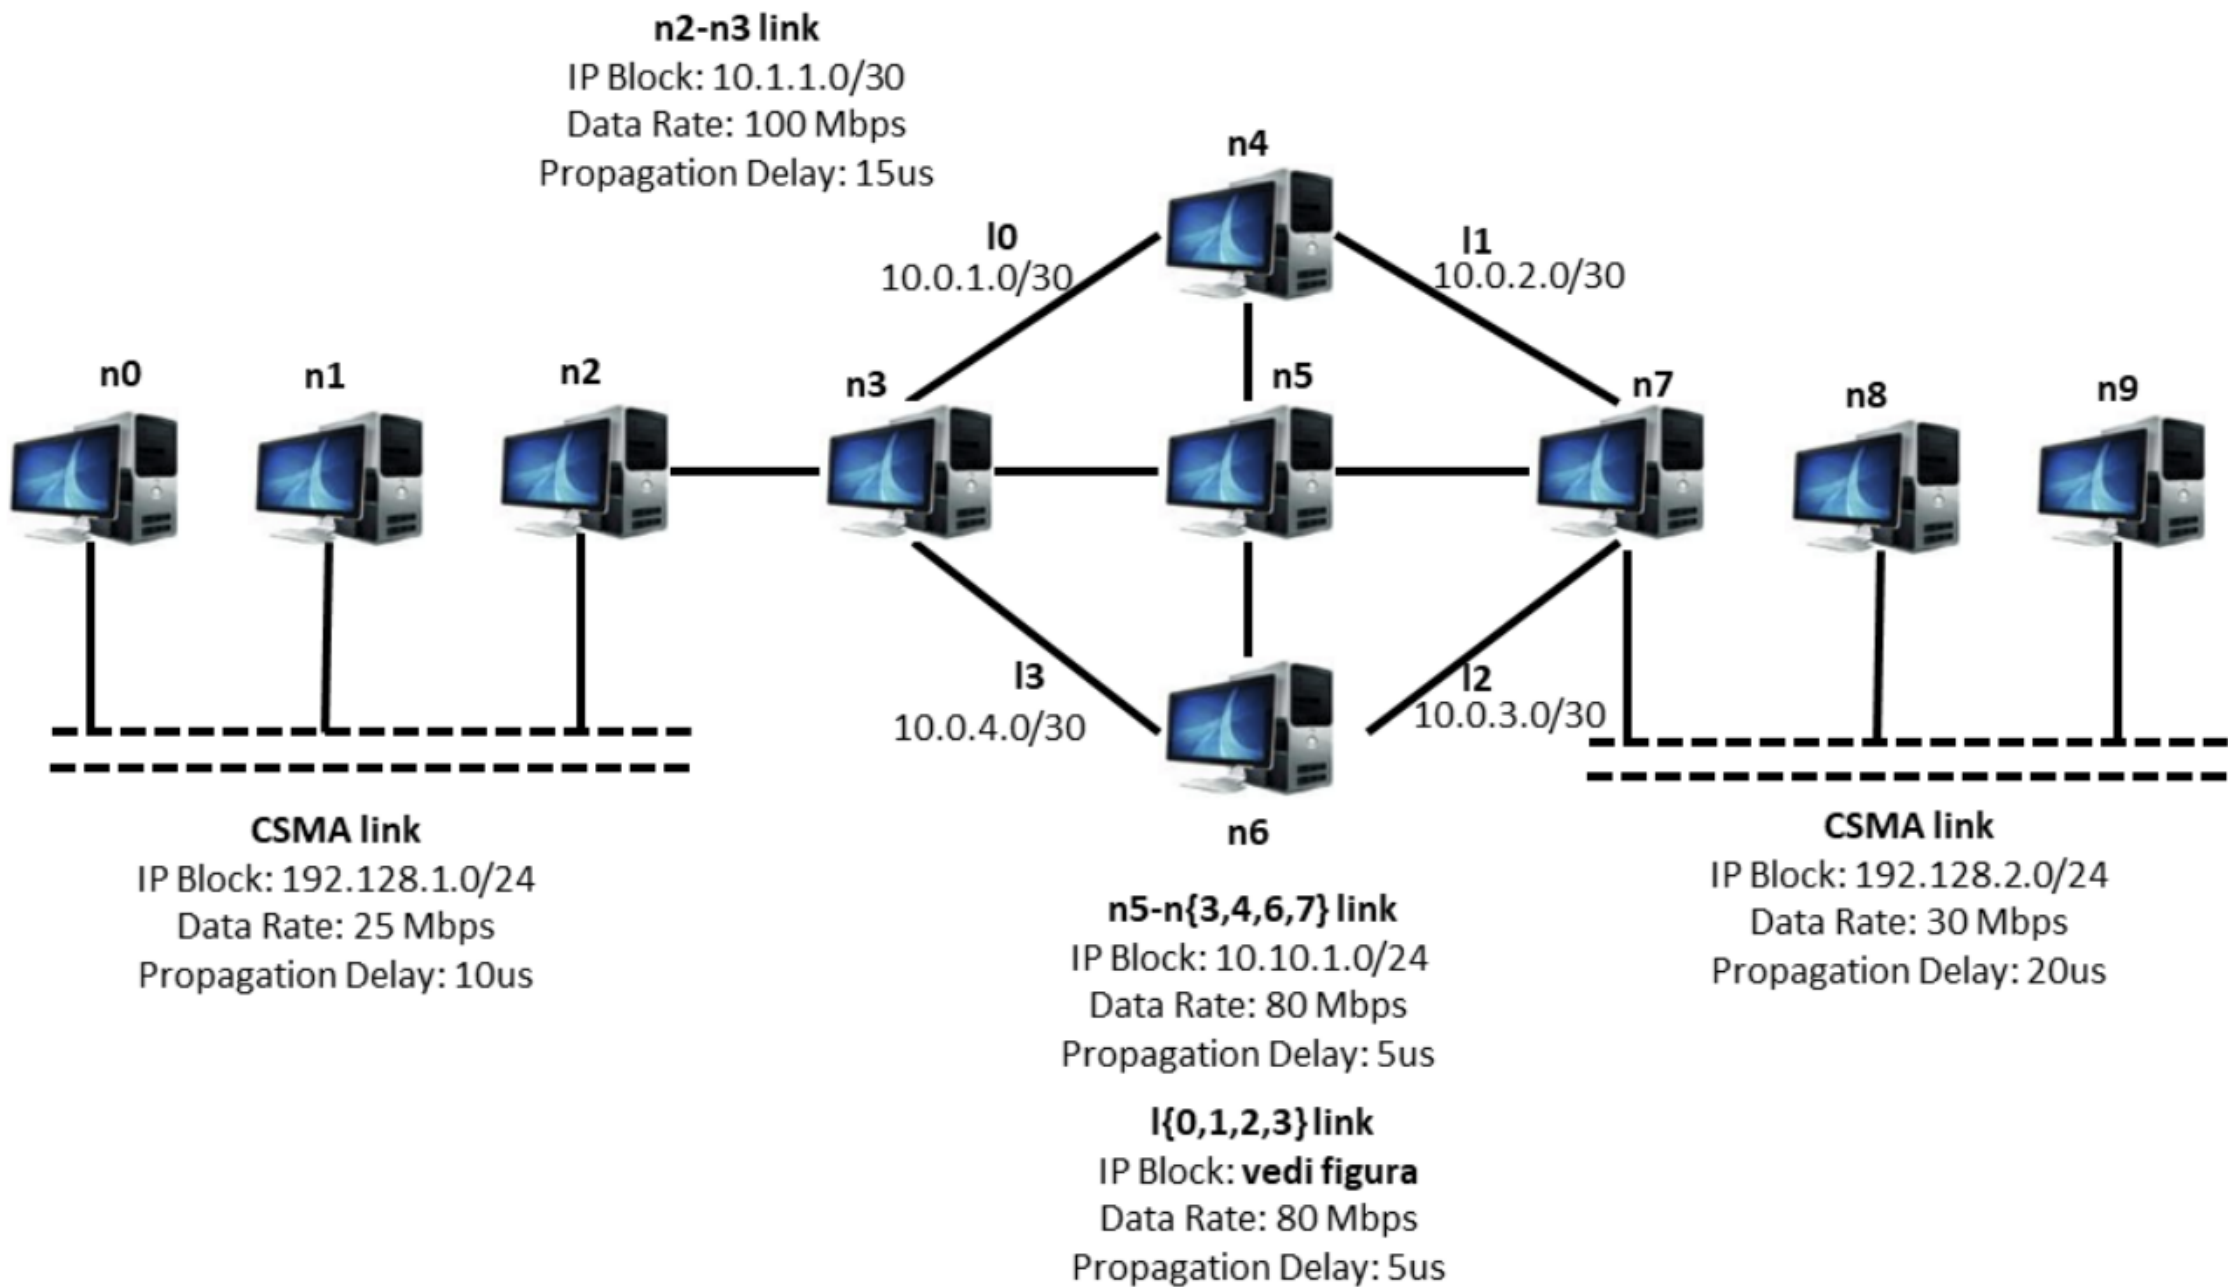 n2-n3 link
IP Block: 10.1.1.0/30
Data Rate: 100 Mbps
Propagation Delay: 15us
n4
l0
10.0.1.0/30
l1
10.0.2.0/30
n0
n1
n2
n3
n5
n7
n8
n9
l3
10.0.4.0/30
l2
10.0.3.0/30
n6
CSMA link
IP Block: 192.128.1.0/24
Data Rate: 25 Mbps
Propagation Delay: 10us
n5-n{3,4,6,7} link
IP Block: 10.10.1.0/24
Data Rate: 80 Mbps
Propagation Delay: 5us
l{0,1,2,3} link
IP Block: vedi figura
Data Rate: 80 Mbps
Propagation Delay: 5us
CSMA link
IP Block: 192.128.2.0/24
Data Rate: 30 Mbps
Propagation Delay: 20us